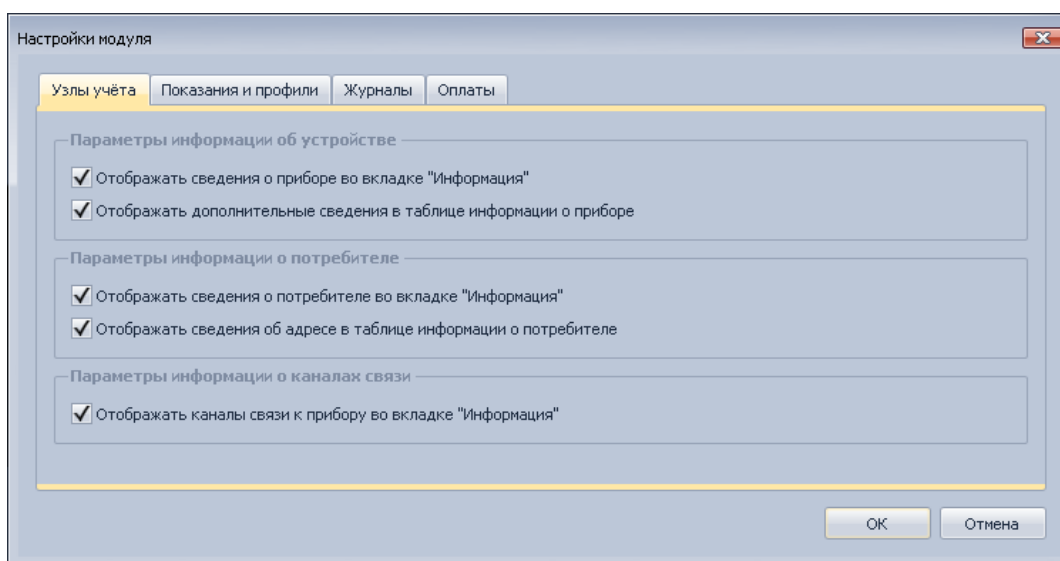 Настройки модуля
Узлы учёта Показания и профили Журналы Оплаты
Параметры информации об устройстве
Отображать сведения о приборе во вкладке "Информация"
Отображать дополнительные сведения в таблице информации о приборе
Параметры информации о потребителе
Отображать сведения о потребителе во вкладке "Информация"
Отображать сведения об адресе в таблице информации о потребителе
Параметры информации о каналах связи
Отображать каналы связи к прибору во вкладке "Информация"
ОК Отмена